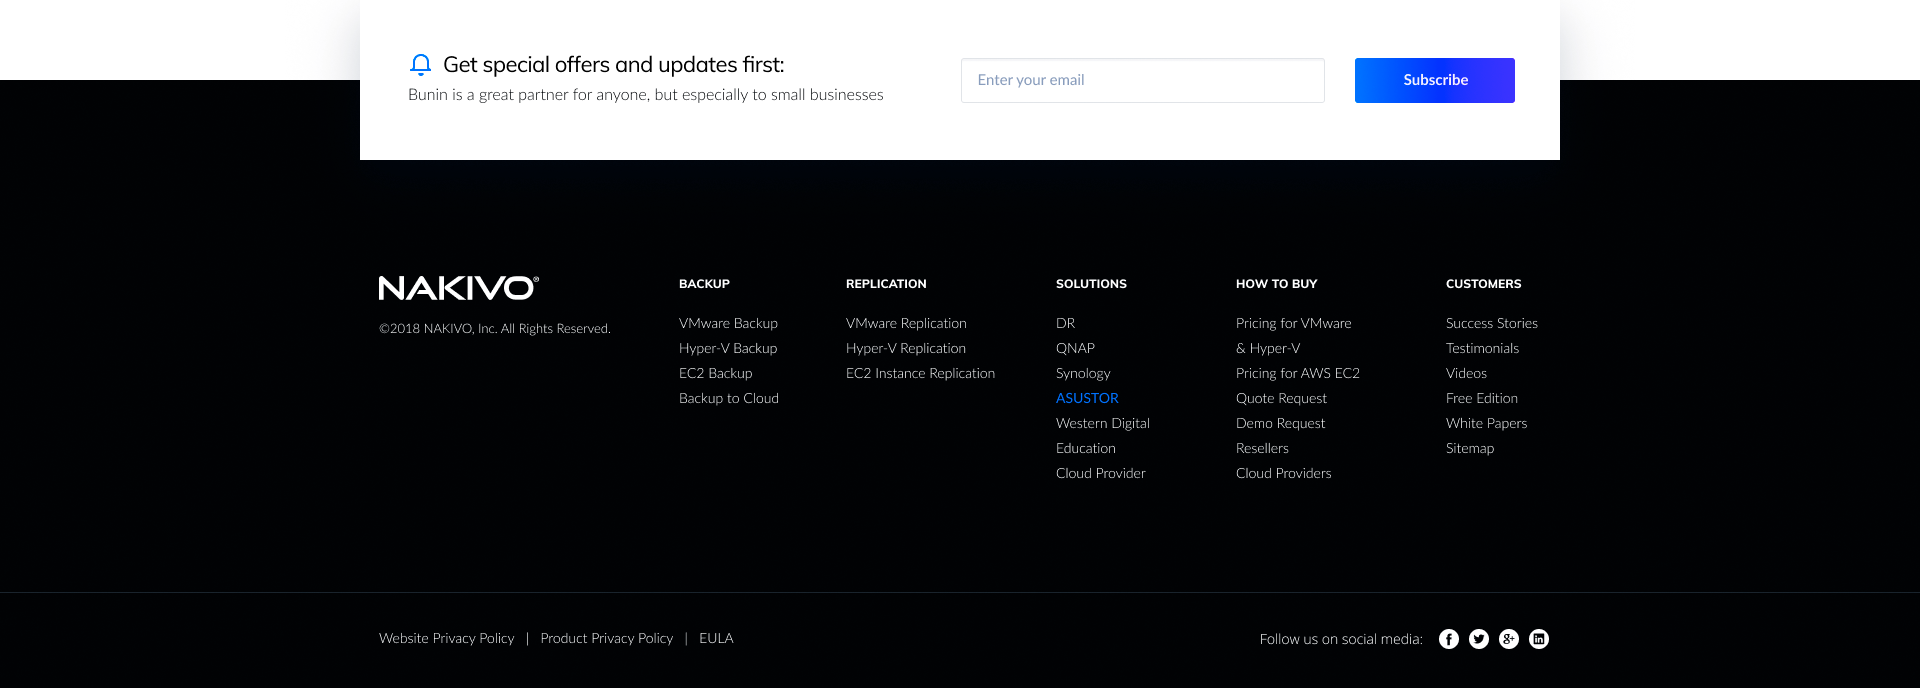 Get special offers and updates first:
Bunin is a great partner for anyone, but especially to small businesses
Enter your email
Subscribe
NAKIVO®
©2018 NAKIVO, Inc. All Rights Reserved.
BACKUP
VMware Backup
Hyper-V Backup
EC2 Backup
Backup to Cloud
REPLICATION
VMware Replication
Hyper-V Replication
EC2 Instance Replication
SOLUTIONS
DR
QNAP
Synology
ASUSTOR
Western Digital
Education
Cloud Provider
HOW TO BUY
Pricing for VMware
& Hyper-V
Pricing for AWS EC2
Quote Request
Demo Request
Resellers
Cloud Providers
CUSTOMERS
Success Stories
Testimonials
Videos
Free Edition
White Papers
Sitemap
Website Privacy Policy | Product Privacy Policy | EULA
Follow us on social media: